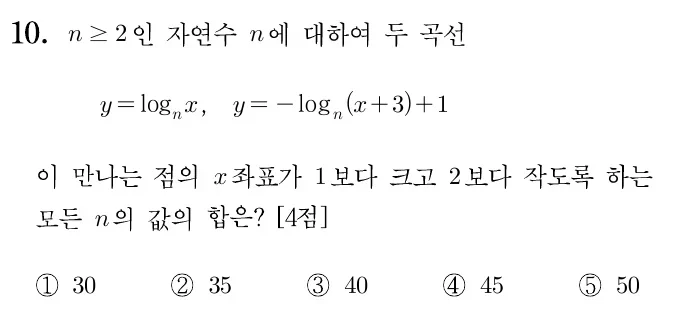 10. n ≥ 2인 자연수 n에 대하여 두 곡선
y = logₙx, y = −logₙ(x+3)+1
이 만나는 점의 x좌표가 1보다 크고 2보다 작도록 하는
모든 n의 값의 합은? [4점]
① 30 ② 35 ③ 40 ④ 45 ⑤ 50